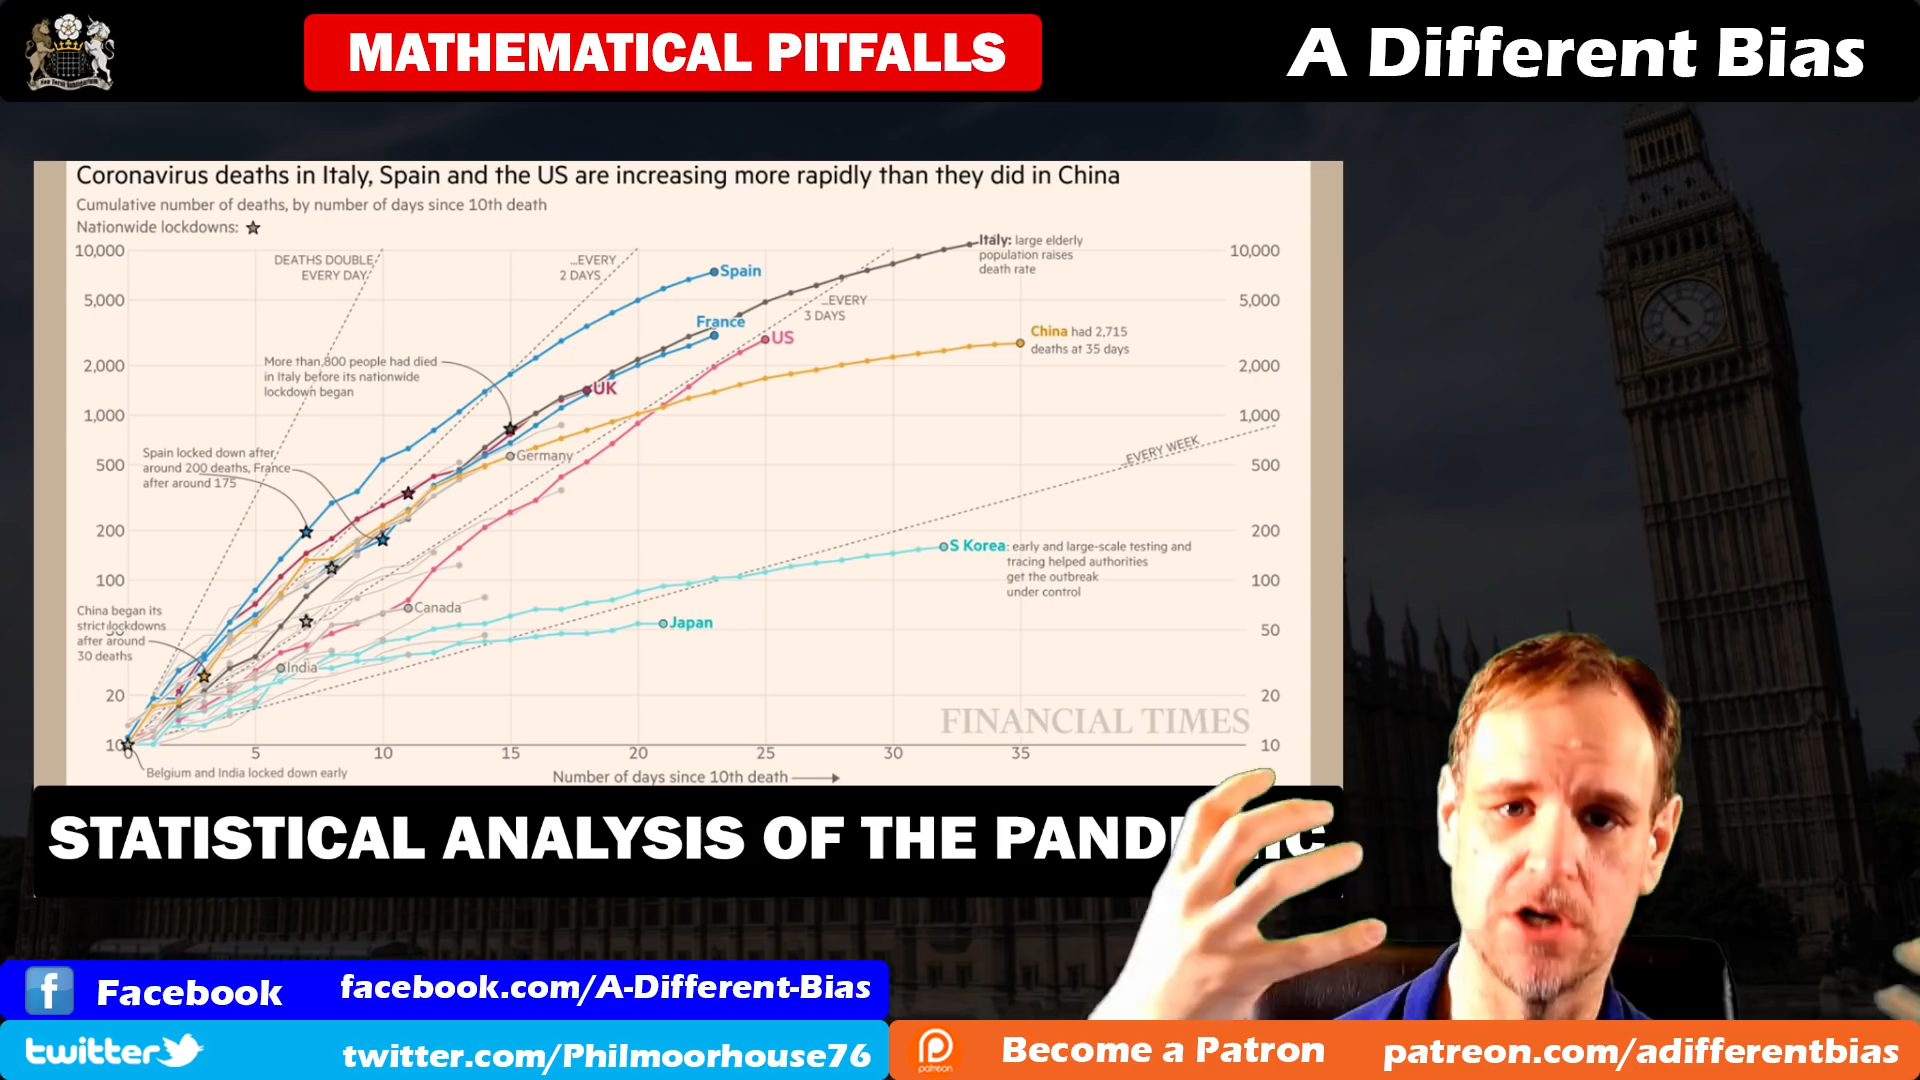 MATHEMATICAL PITFALLS
A Different Bias
Coronavirus deaths in Italy, Spain and the US are increasing more rapidly than they did in China
Cumulative number of deaths, by number of days since 10th death
Nationwide lockdowns:
10,000
5,000
2,000
1,000
500
200
100
50
20
10
DEATHS DOUBLE
EVERY DAY
...EVERY
2 DAYS
...EVERY
3 DAYS
...EVERY WEEK
Spain
Italy: large elderly
population raises
death rate
France
US
China had 2,715
deaths at 35 days
More than 800 people had died
in Italy before its nationwide
lockdown began
UK
Germany
Spain locked down after
around 200 deaths, France
after around 175
S Korea: early and large-scale testing and
tracing helped authorities
get the outbreak
under control
Canada
Japan
China began its
strict lockdowns
after around
30 deaths
India
10,000
5,000
2,000
1,000
500
200
100
50
20
10
FINANCIAL TIMES
0 5 10 15 20 25 30 35
Belgium and India locked down early
Number of days since 10th death
STATISTICAL ANALYSIS OF THE
Facebook
facebook.com/A-Different-Bias
twitter
twitter.com/Philmoorhouse76
patreon
Become a Patron
patreon.com/adifferentbias